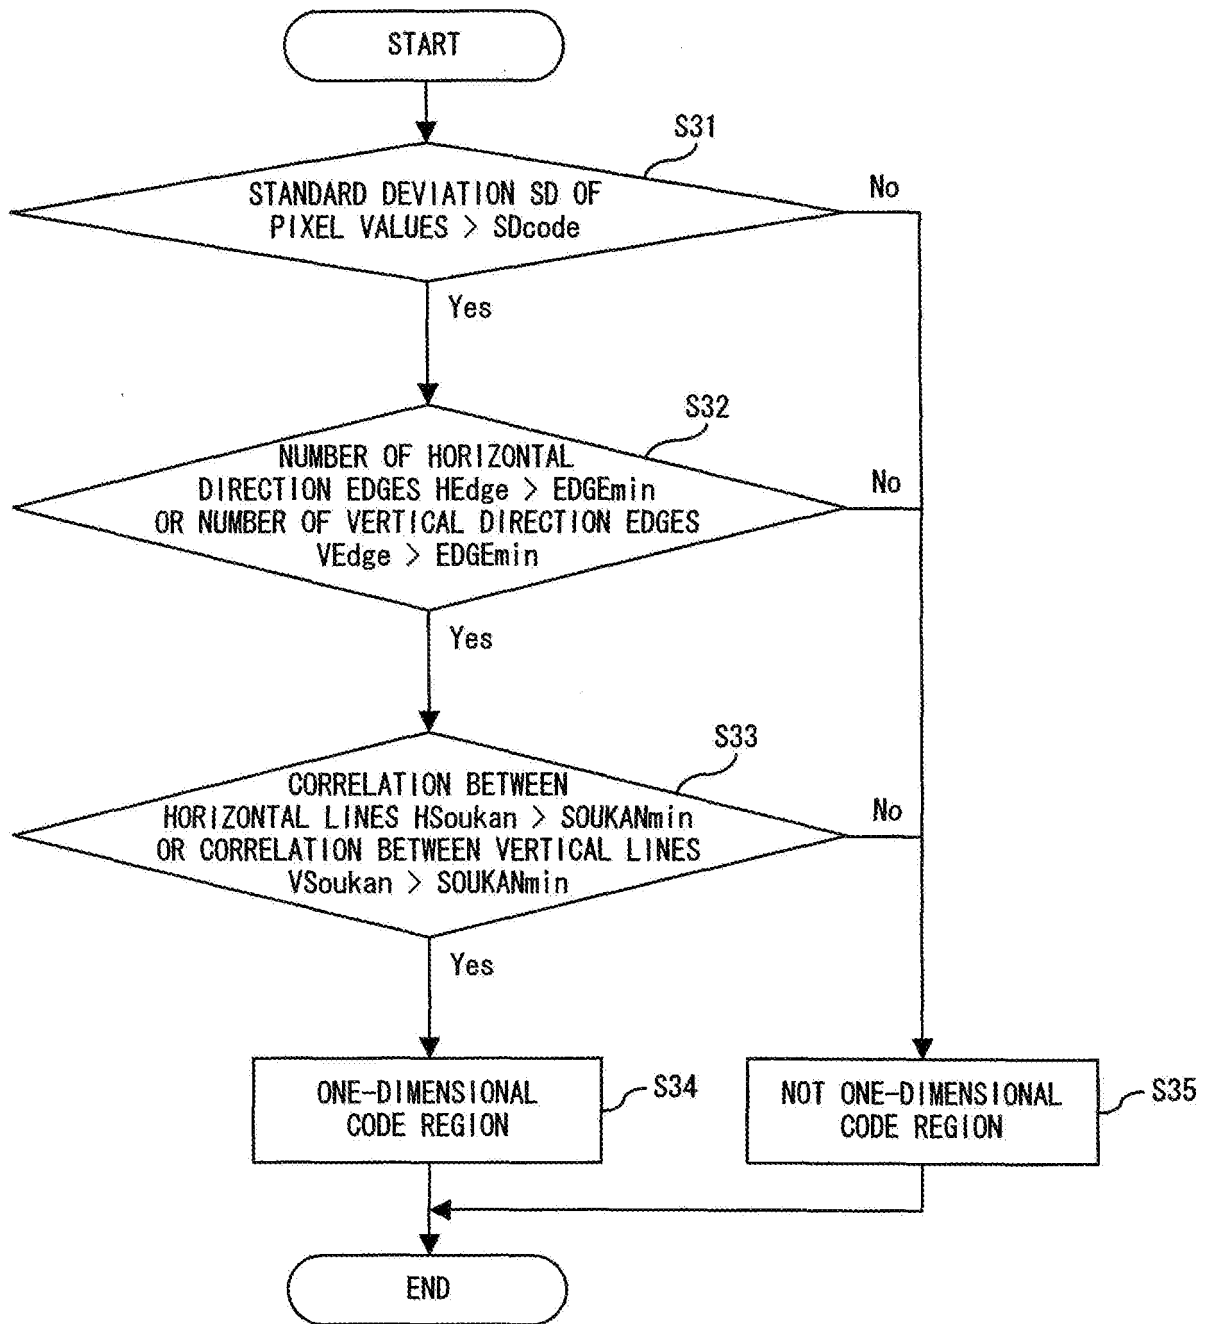 START
S31
STANDARD DEVIATION SD OF
PIXEL VALUES > SDcode
No
Yes
S32
NUMBER OF HORIZONTAL
DIRECTION EDGES HEdge > EDGEmin
OR NUMBER OF VERTICAL DIRECTION EDGES
VEdge > EDGEmin
No
Yes
S33
CORRELATION BETWEEN
HORIZONTAL LINES HSoukan > SOUKANmin
OR CORRELATION BETWEEN VERTICAL LINES
VSoukan > SOUKANmin
No
Yes
ONE-DIMENSIONAL
CODE REGION
S34
NOT ONE-DIMENSIONAL
CODE REGION
S35
END